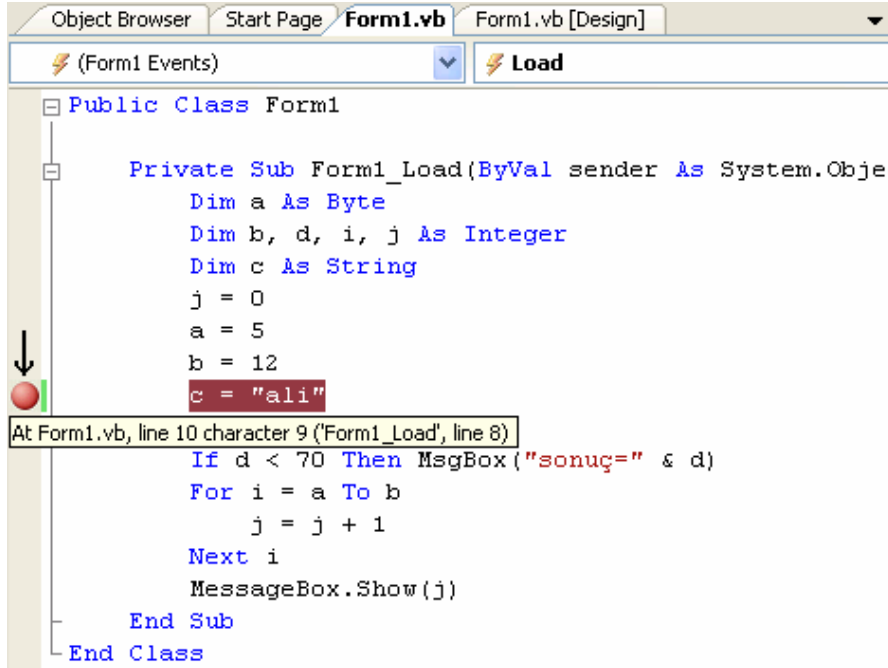 Object Browser Start Page Form1.vb Form1.vb [Design]
(Form1 Events) Load
Public Class Form1
Private Sub Form1_Load(ByVal sender As System.Obje
Dim a As Byte
Dim b, d, i, j As Integer
Dim c As String
j = 0
a = 5
b = 12
c = "ali"
At Form1.vb, line 10 character 9 ('Form1_Load', line 8)
If d < 70 Then MsgBox("sonuç=" & d)
For i = a To b
j = j + 1
Next i
MessageBox.Show(j)
End Sub
End Class